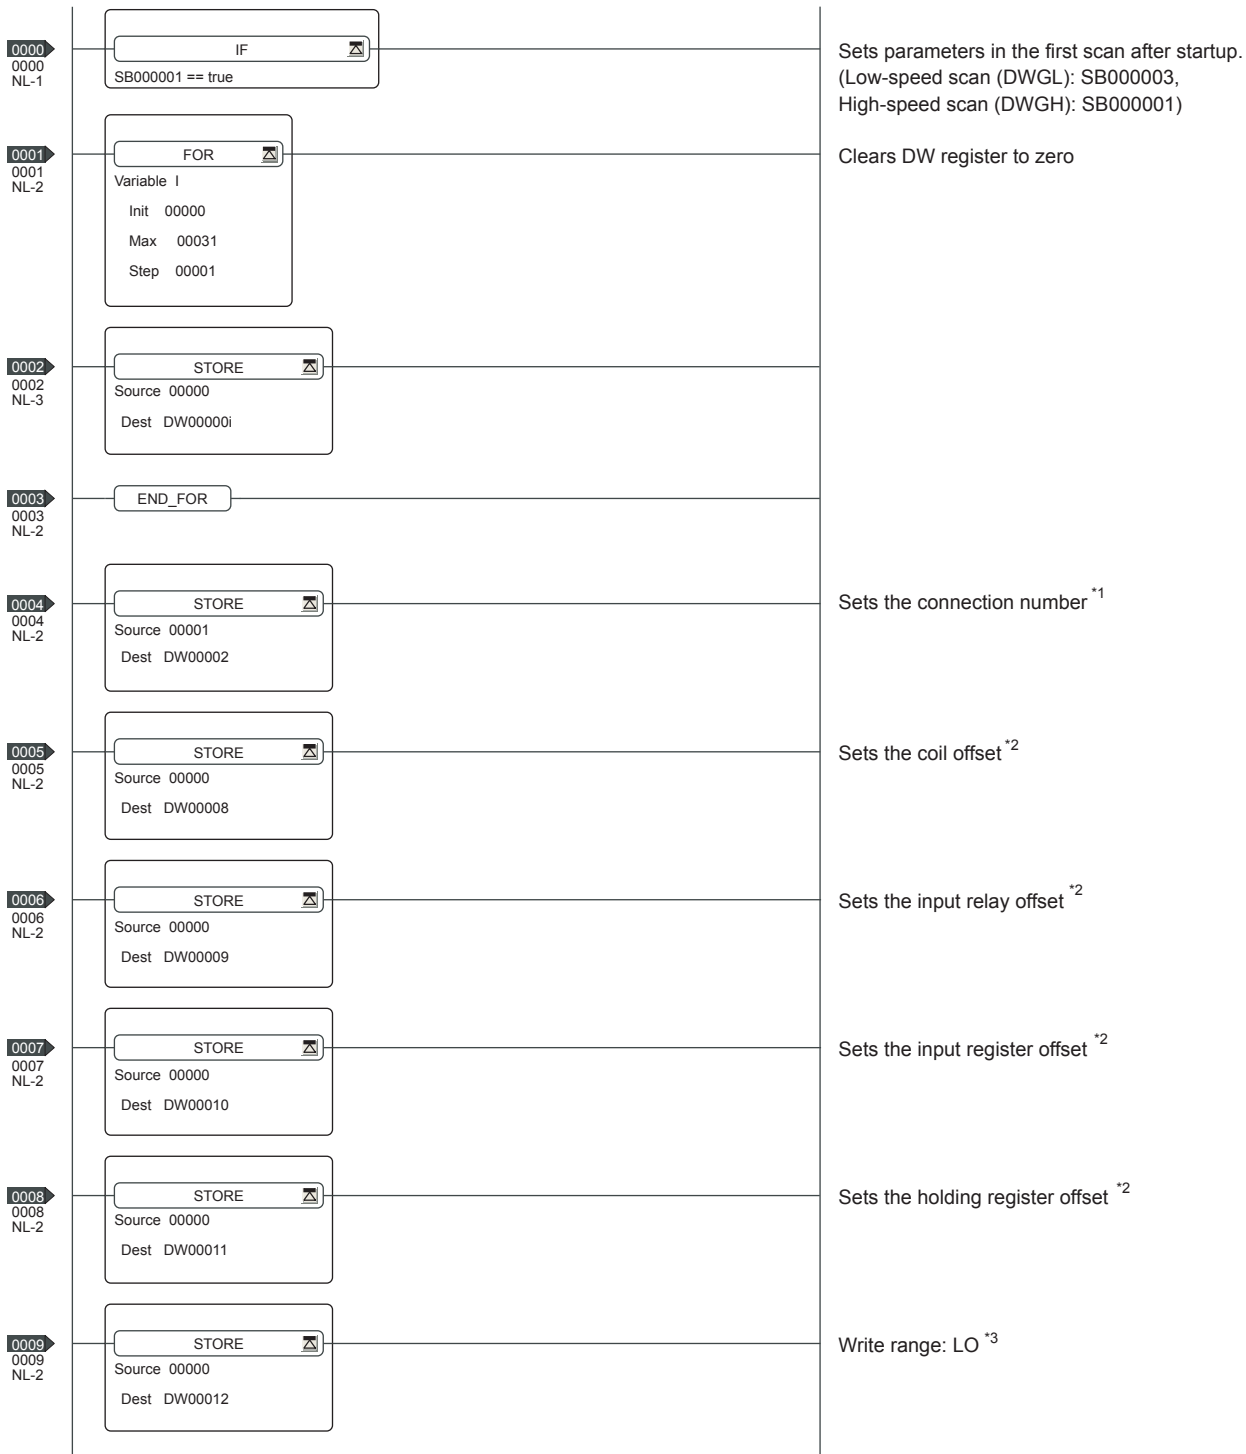 0000
0000
NL-1
IF
SB000001 == true
Sets parameters in the first scan after startup.
(Low-speed scan (DWGL): SB000003,
High-speed scan (DWGH): SB000001)
0001
0001
NL-2
FOR
Variable I
Init 00000
Max 00031
Step 00001
Clears DW register to zero
0002
0002
NL-3
STORE
Source 00000
Dest DW00000i
0003
0003
NL-2
END_FOR
0004
0004
NL-2
STORE
Source 00001
Dest DW00002
Sets the connection number *1
0005
0005
NL-2
STORE
Source 00000
Dest DW00008
Sets the coil offset *2
0006
0006
NL-2
STORE
Source 00000
Dest DW00009
Sets the input relay offset *2
0007
0007
NL-2
STORE
Source 00000
Dest DW00010
Sets the input register offset *2
0008
0008
NL-2
STORE
Source 00000
Dest DW00011
Sets the holding register offset *2
0009
0009
NL-2
STORE
Source 00000
Dest DW00012
Write range: LO *3